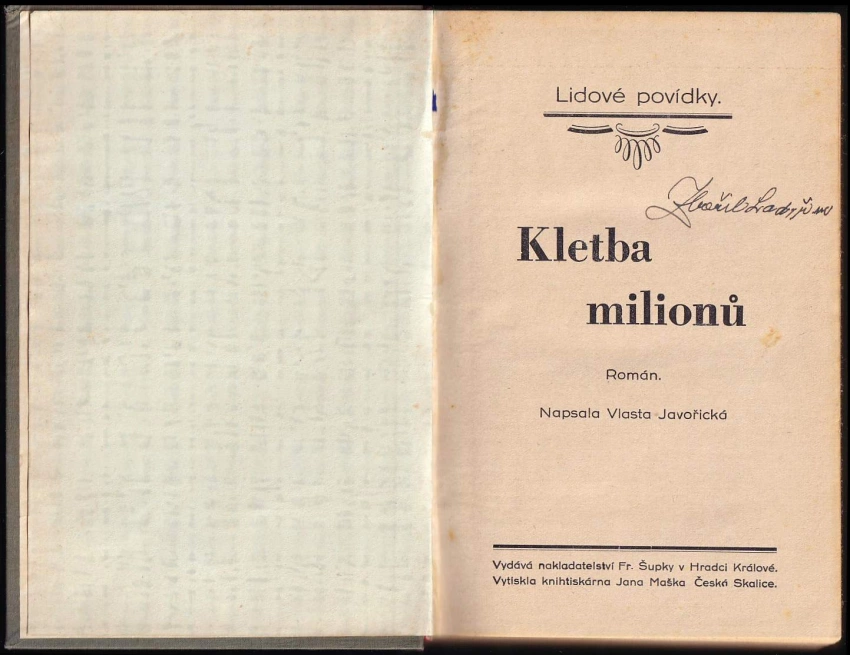 Lidové povídky.
Kletba
milionů
Román.
Napsala Vlasta Javořická
Vydává nakladatelství Fr. Šupky v Hradci Králové.
Vytiskla knihtiskárna Jana Maška Česká Skalice.